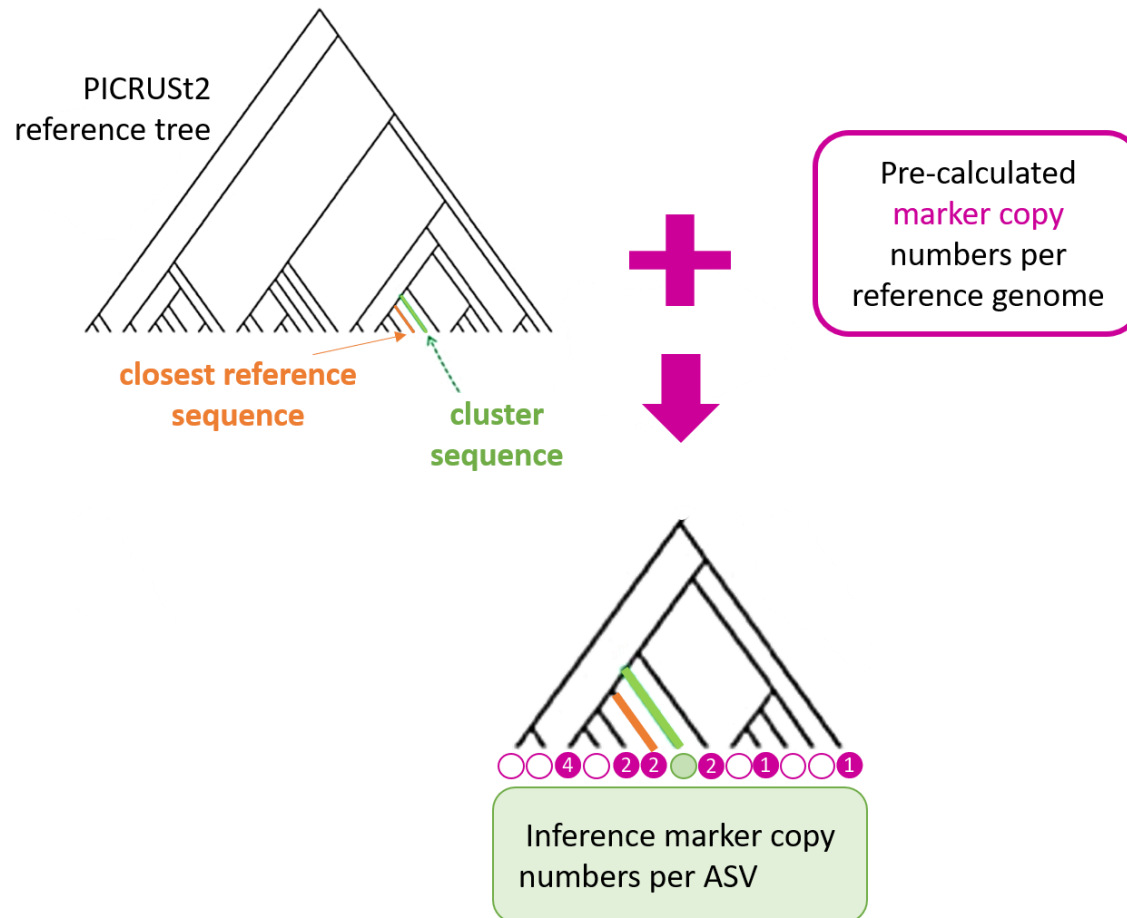 PICRUSt2
reference tree
Pre-calculated
marker copy
numbers per
reference genome
closest reference
sequence
cluster
sequence
4 2 2 2 1 1
Inference marker copy
numbers per ASV